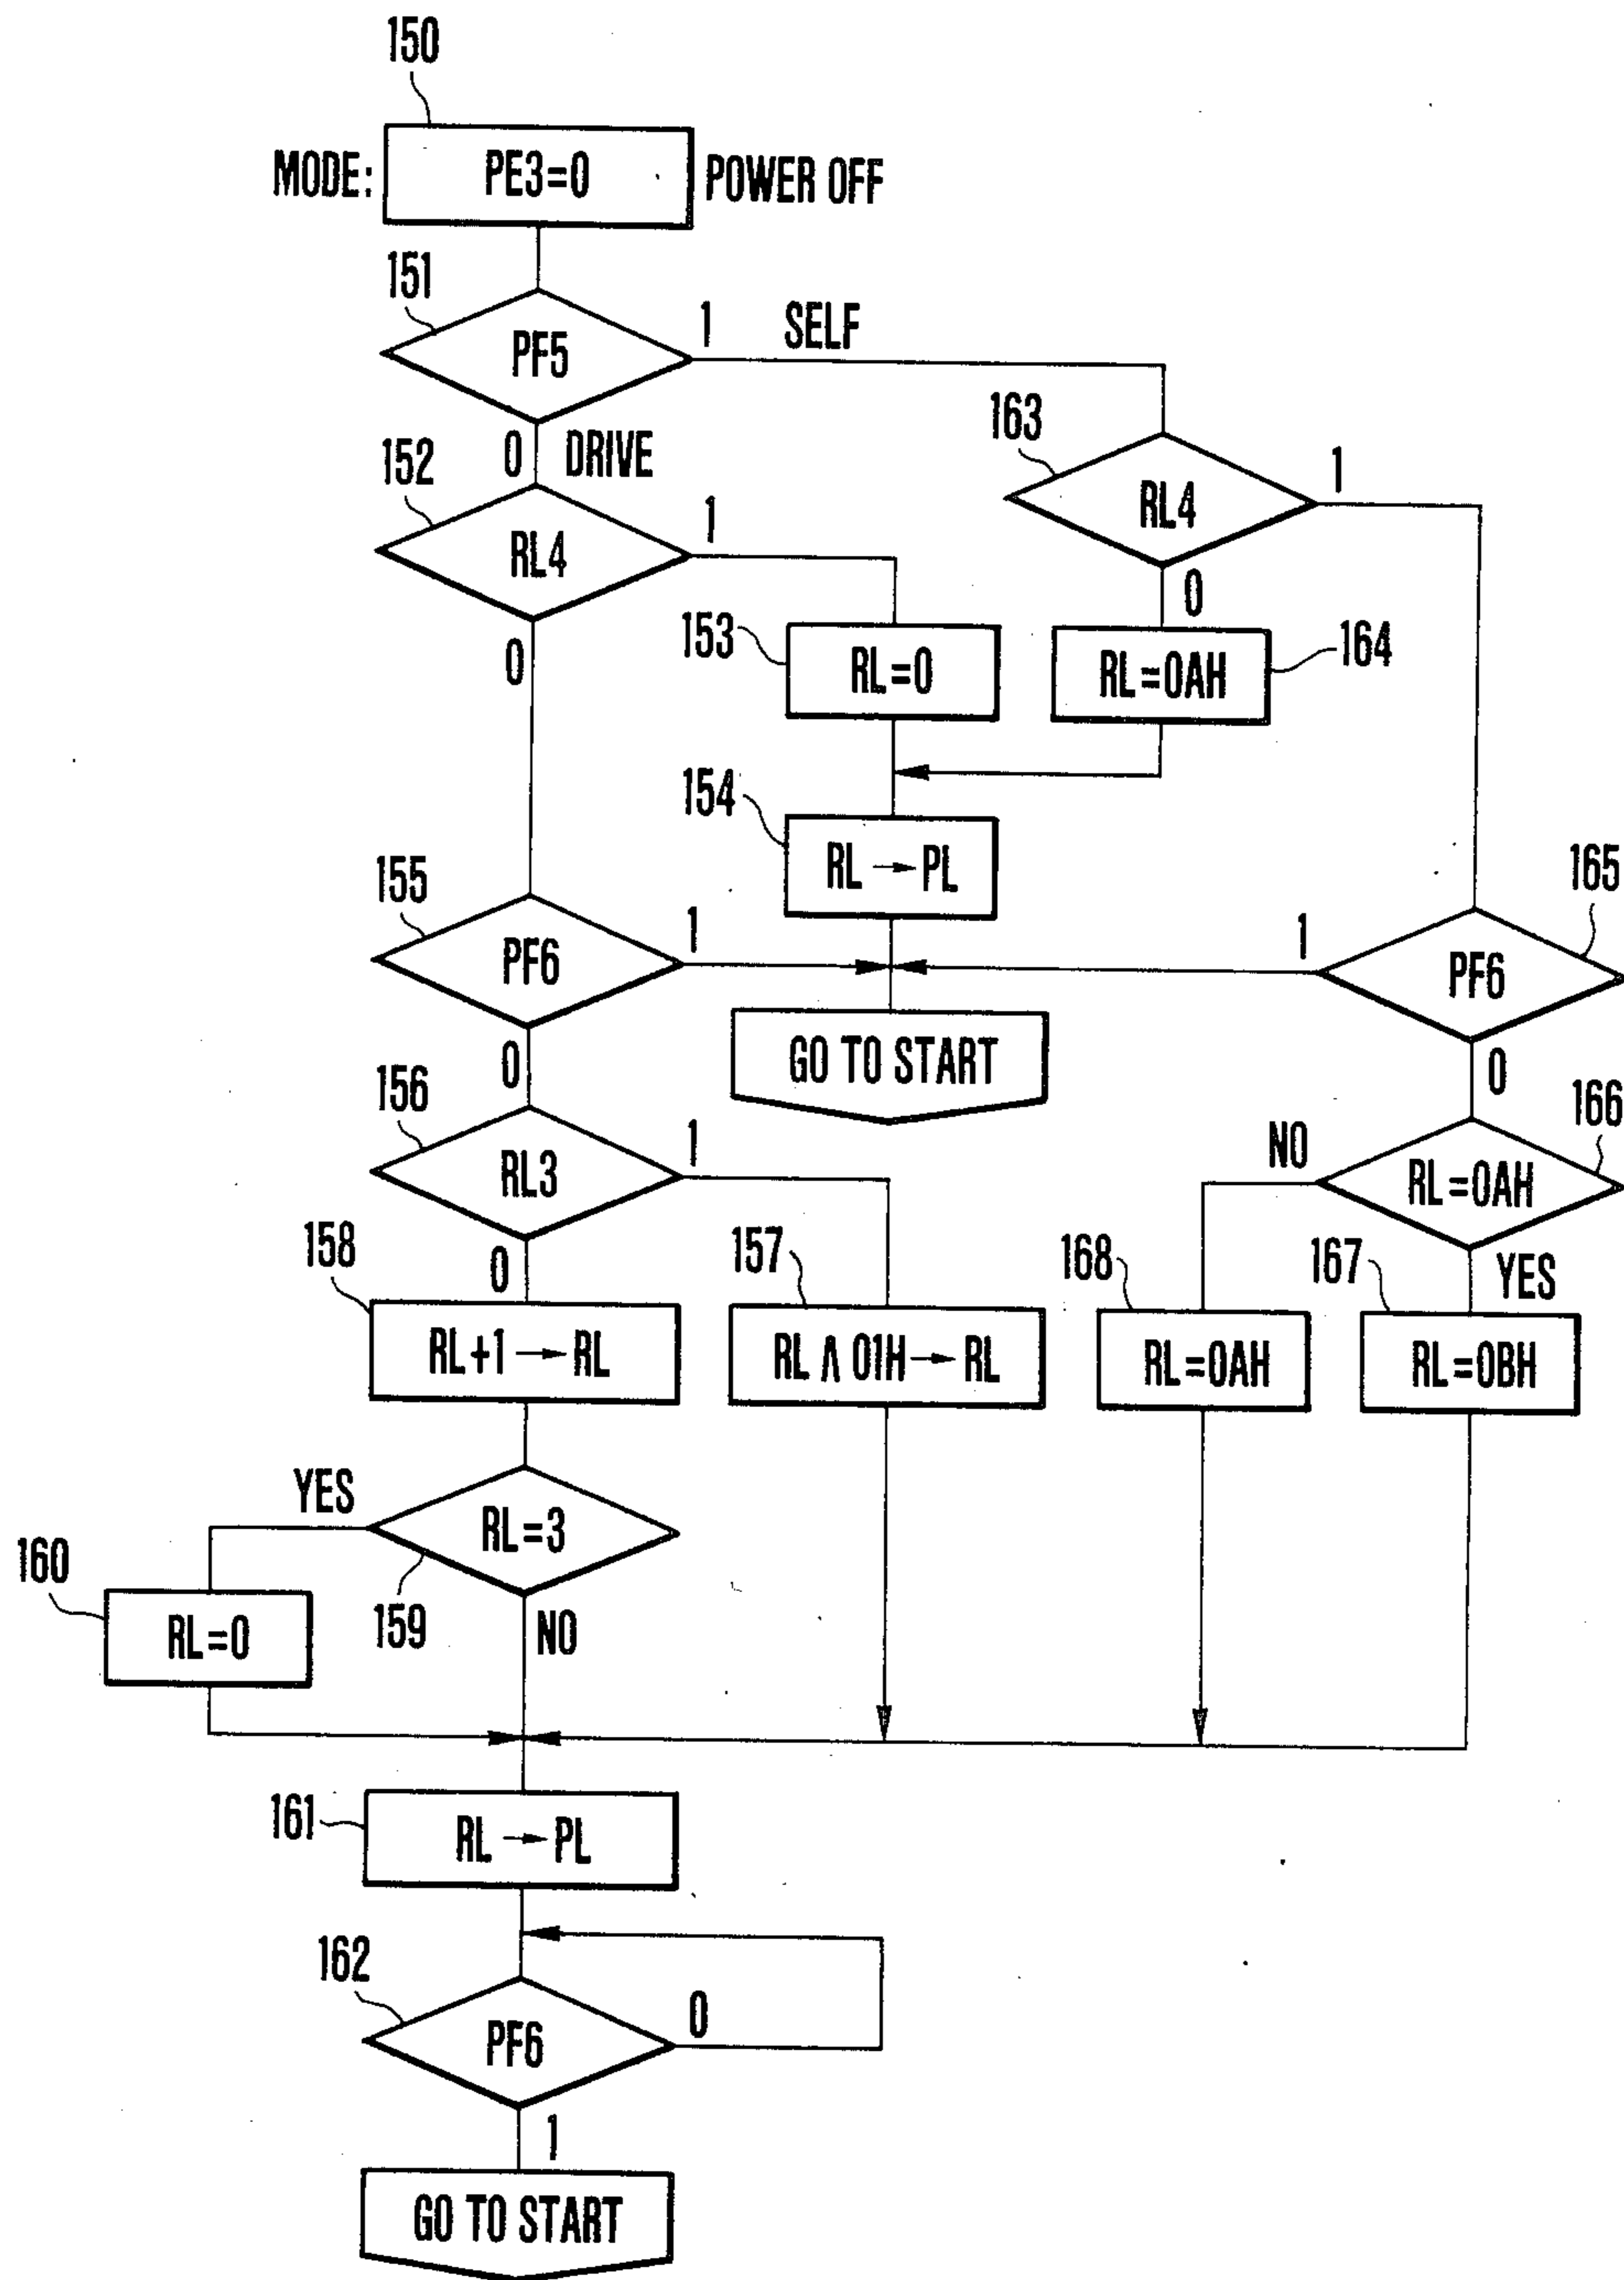 150
MODE: PE3=0 POWER OFF
151
PF5
1 SELF
0 DRIVE
152
RL4
1
0
163
RL4
1
0
153
RL=0
RL=0AH
164
154
RL → PL
155
PF6
1
0
165
PF6
1
0
GO TO START
156
RL3
1
0
166
RL=0AH
NO
YES
158
RL+1 → RL
157
RL ∧ 01H → RL
168
RL=0AH
167
RL=0BH
159
RL=3
YES
NO
160
RL=0
161
RL → PL
162
PF6
0
1
GO TO START